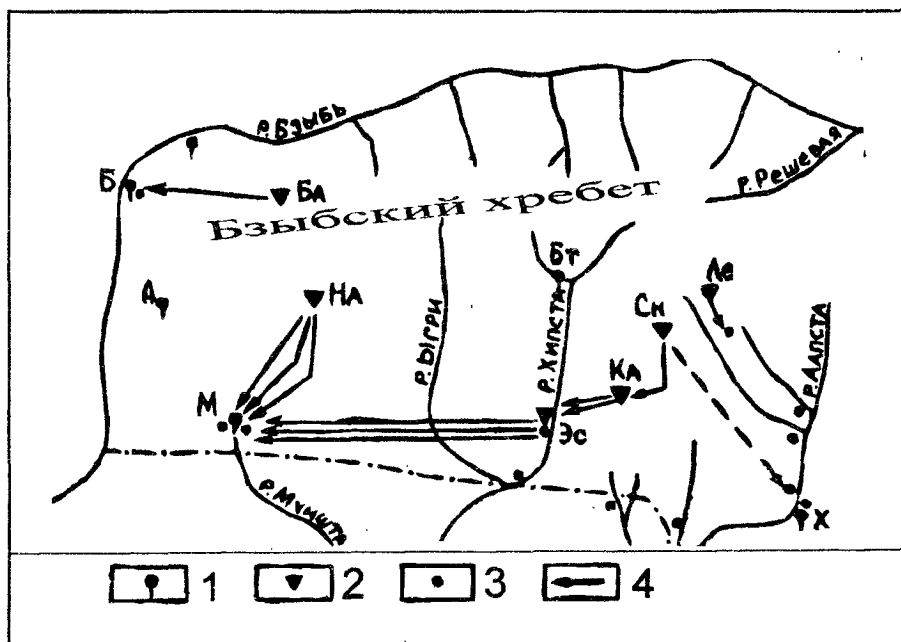 р. Бзыбь
р. Решевая
Б
БА
Бзыбский хребет
БТ
А
НА
р. Ыгри
р. Хипста
Сн
Ле
р. Аапста
М
КА
Эс
р. Мчишта
Х
1 2 3 4